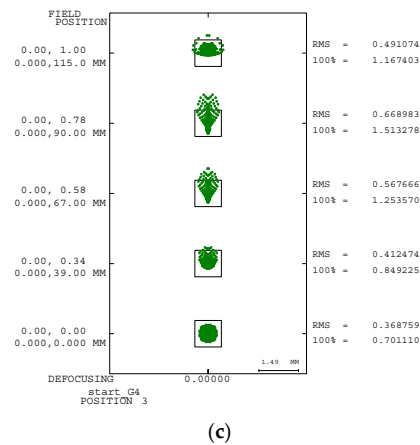 FIELD
POSITION
0.00, 1.00
0.000,115.0 MM
RMS = 0.491074
100% = 1.167403
0.00, 0.78
0.000,90.00 MM
RMS = 0.668983
100% = 1.513278
0.00, 0.58
0.000,67.00 MM
RMS = 0.567666
100% = 1.253570
0.00, 0.34
0.000,39.00 MM
RMS = 0.412474
100% = 0.849225
0.00, 0.00
0.000,0.000 MM
RMS = 0.368759
100% = 0.701110
1.49 MM
DEFOCUSING 0.00000
start_G4
POSITION 3
(c)